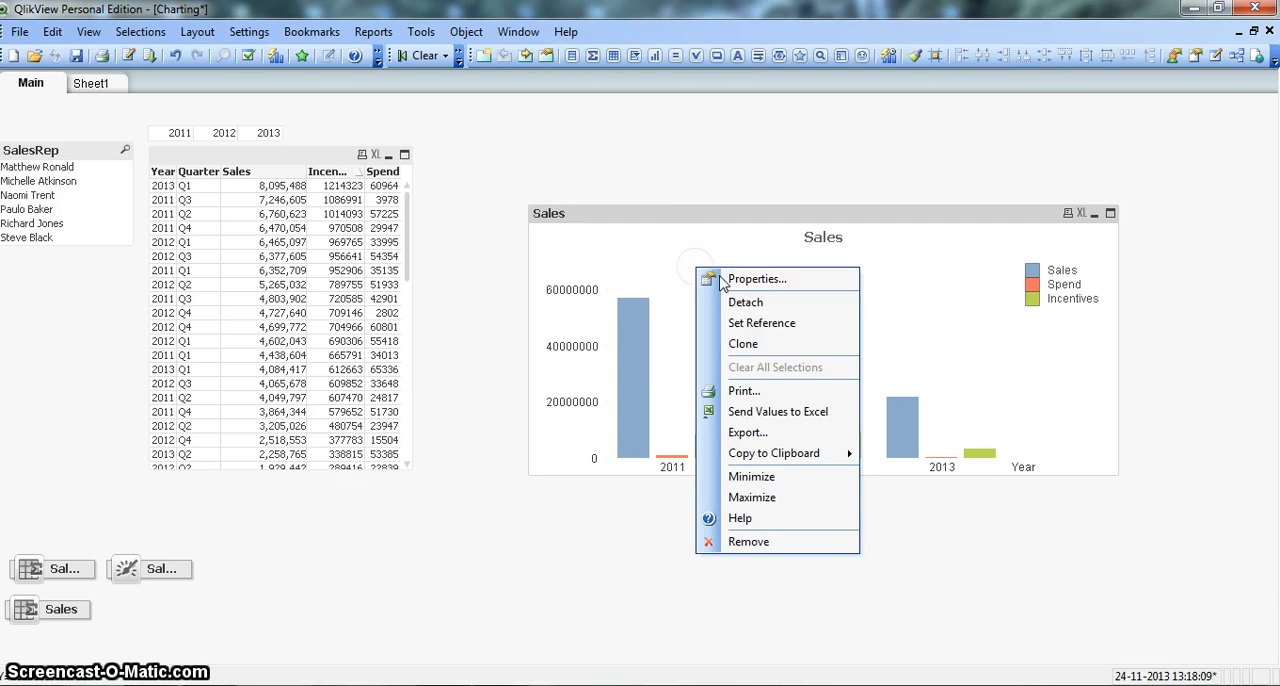 QlikView Personal Edition - [Charting*]
File Edit View Selections Layout Settings Bookmarks Reports Tools Object Window Help
Clear
Main Sheet1
2011 2012 2013
SalesRep
Matthew Ronald
Michelle Atkinson
Naomi Trent
Paulo Baker
Richard Jones
Steve Black
XL
Year Quarter Sales Incen... Spend
2013 Q1 8,095,488 1214323 60964
2011 Q3 7,246,605 1086991 3978
2011 Q2 6,760,623 1014093 57225
2011 Q4 6,470,054 970508 29947
2012 Q1 6,465,097 969765 33995
2012 Q3 6,377,605 956641 54354
2011 Q1 6,352,709 952906 35135
2012 Q2 5,265,032 789755 51933
2011 Q3 4,803,902 720585 42901
2012 Q4 4,727,640 709146 2802
2012 Q4 4,699,772 704966 60801
2012 Q1 4,602,043 690306 55418
2011 Q2 4,438,604 665791 34013
2013 Q1 4,084,417 612663 65336
2012 Q3 4,065,678 609852 33648
2011 Q2 4,049,798 607470 24817
2011 Q4 3,864,344 579652 51730
2012 Q2 3,205,026 480754 23947
2012 Q4 2,518,553 377783 15504
2013 Q2 2,258,765 338815 53385
2012 Q2 1,929,442 289416 22839
Sales XL
Sales
60000000
40000000
20000000
0
2011 2013 Year
Sales
Spend
Incentives
Properties...
Detach
Set Reference
Clone
Clear All Selections
Print...
Send Values to Excel
Export...
Copy to Clipboard
Minimize
Maximize
Help
Remove
Sal... Sal...
Sales
Screencast-O-Matic.com
24-11-2013 13:18:09*